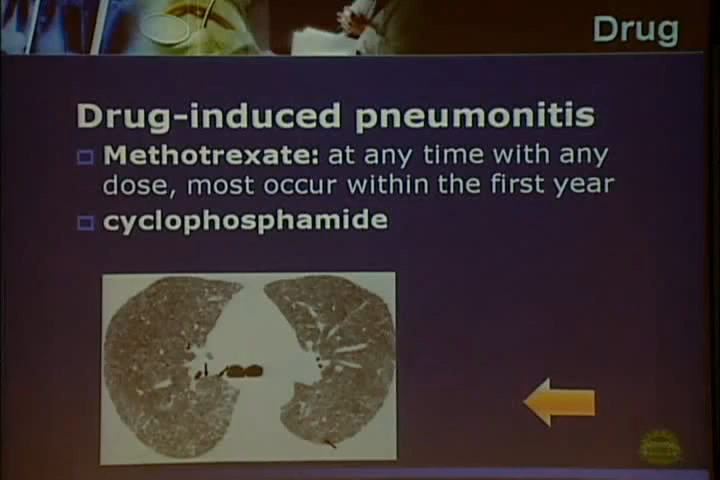 Drug
Drug-induced pneumonitis
Methotrexate: at any time with any
dose, most occur within the first year
cyclophosphamide